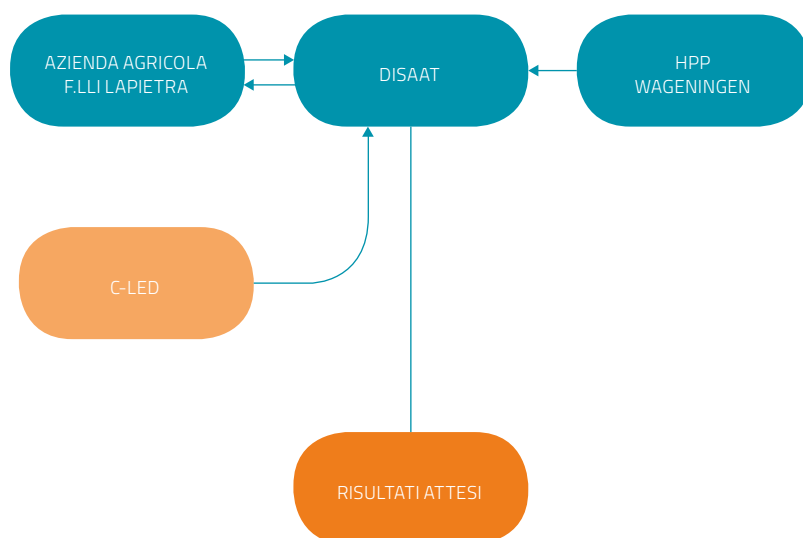 AZIENDA AGRICOLA
F.LLI LAPIETRA
DISAAT
HPP
WAGENINGEN
C-LED
RISULTATI ATTESI